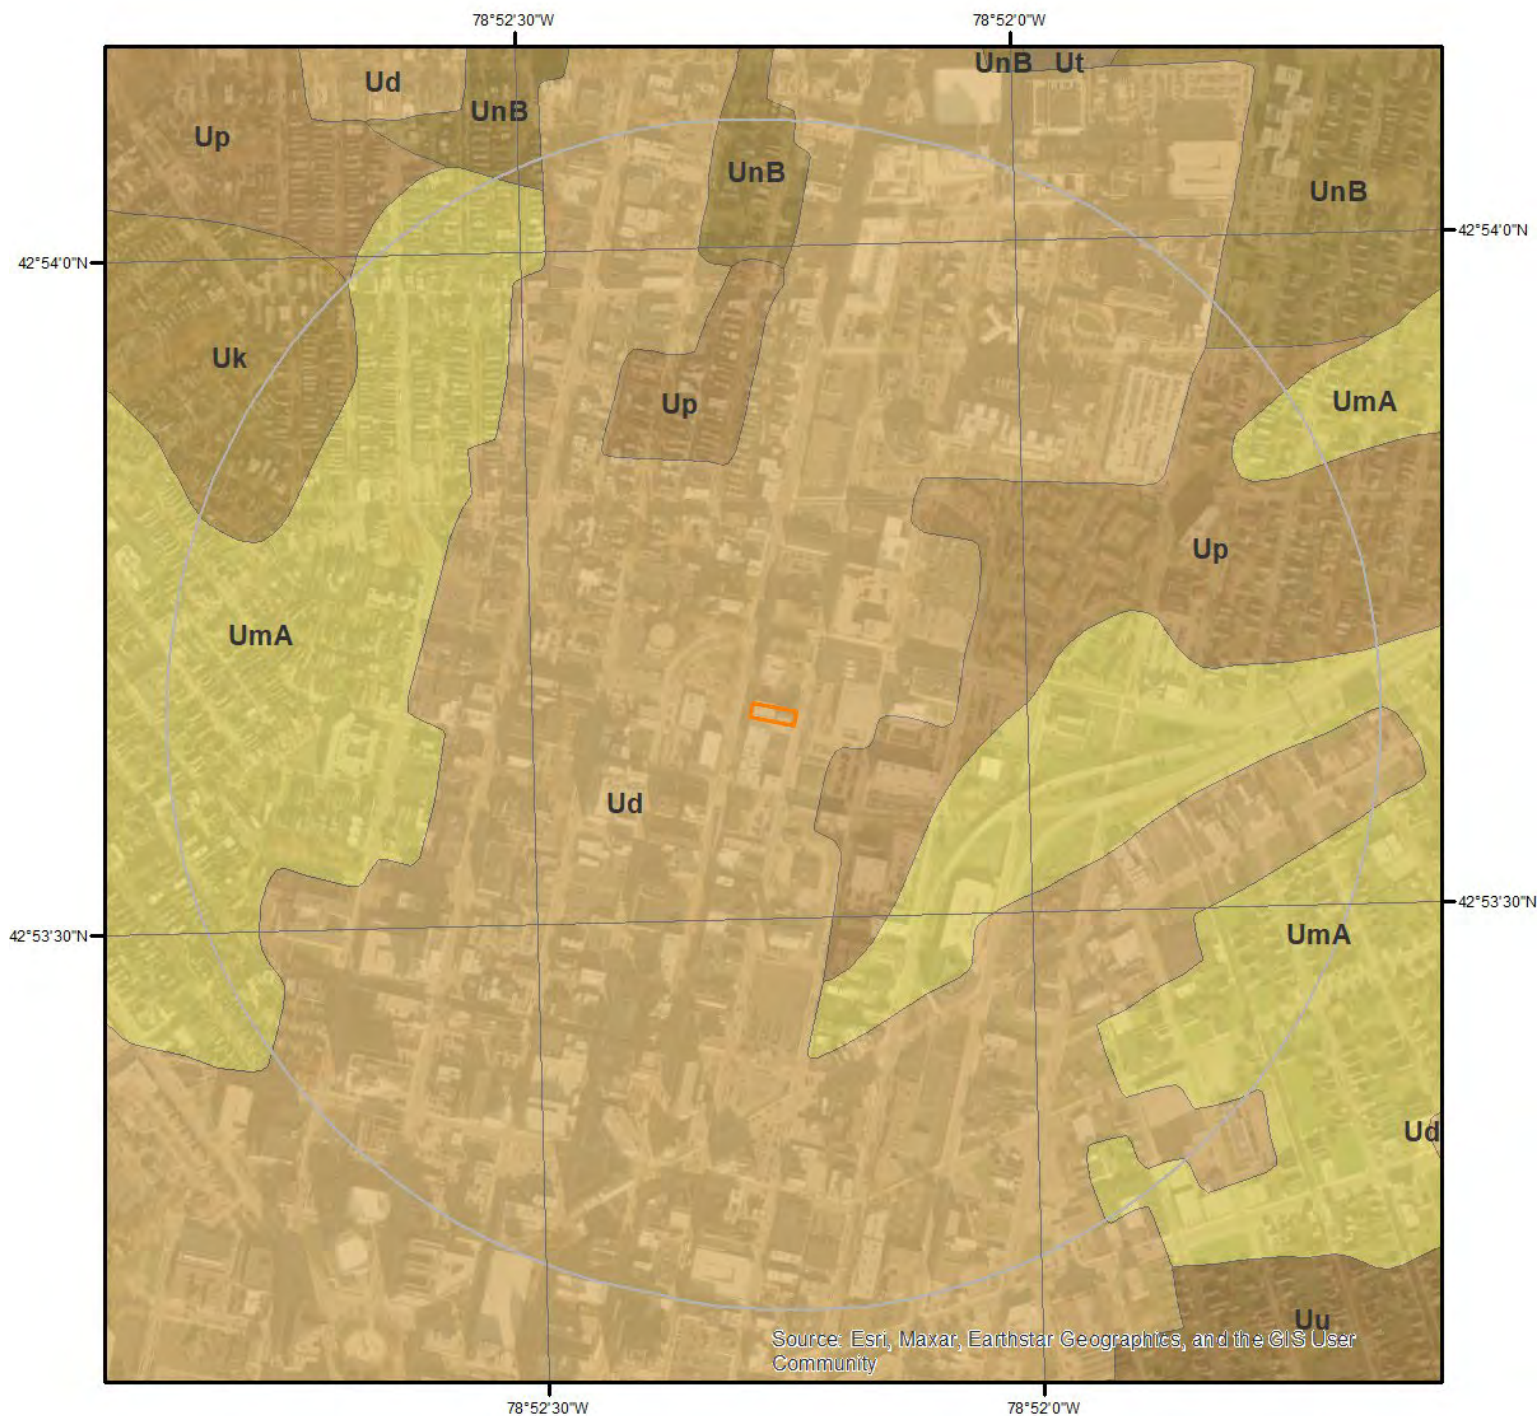 78°52'30"W
78°52'0"W
UnB
Ut
Ud
UnB
Up
UnB
UnB
42°54'0"N
42°54'0"N
Uk
UmA
Up
Up
UmA
Ud
42°53'30"N
42°53'30"N
UmA
Ud
Uu
Source: Esri, Maxar, Earthstar Geographics, and the GIS User
Community
78°52'30"W
78°52'0"W